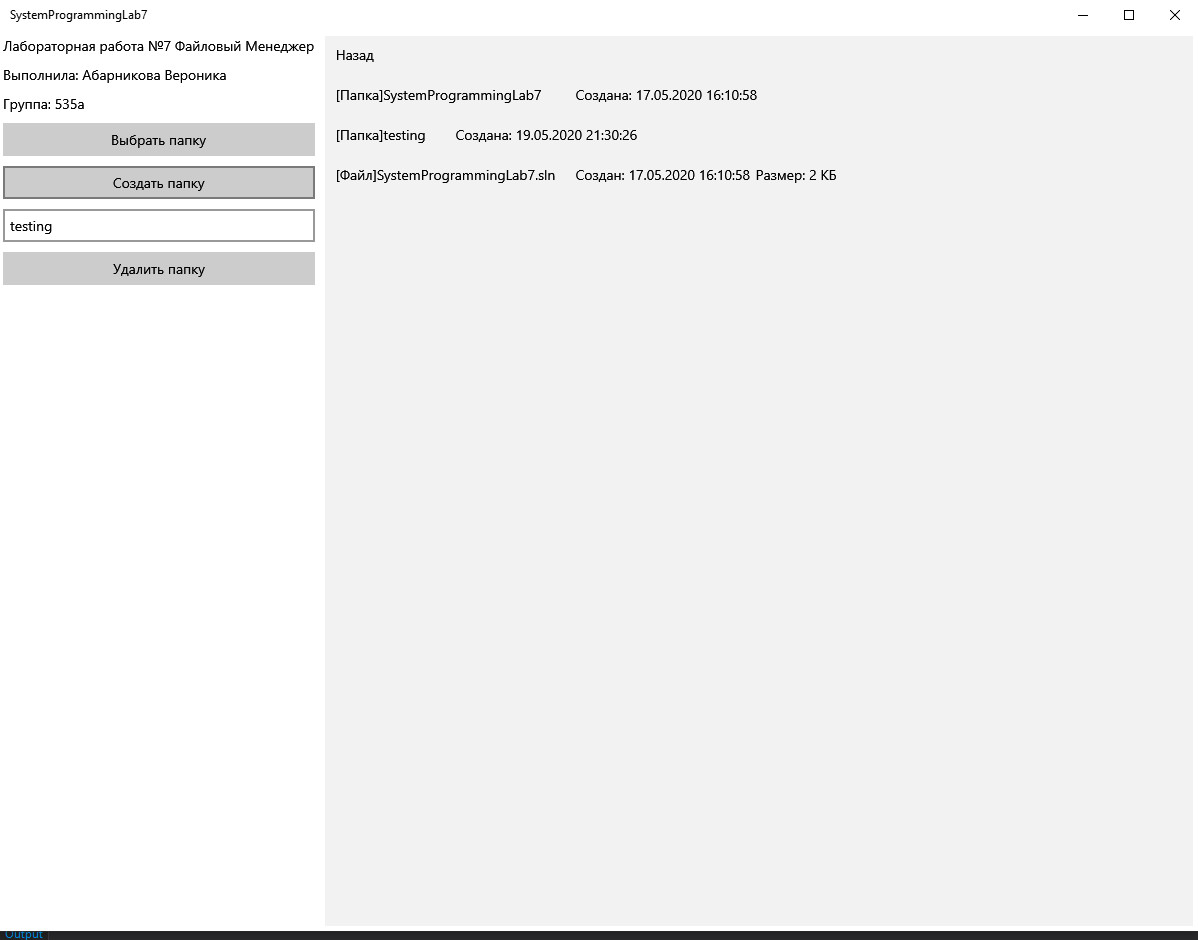 SystemProgrammingLab7
Лабораторная работа №7 Файловый Менеджер
Выполнила: Абарникова Вероника
Группа: 535а
Выбрать папку
Создать папку
testing
Удалить папку
Назад
[Папка]SystemProgrammingLab7 Создана: 17.05.2020 16:10:58
[Папка]testing Создана: 19.05.2020 21:30:26
[Файл]SystemProgrammingLab7.sln Создан: 17.05.2020 16:10:58 Размер: 2 КБ
Output